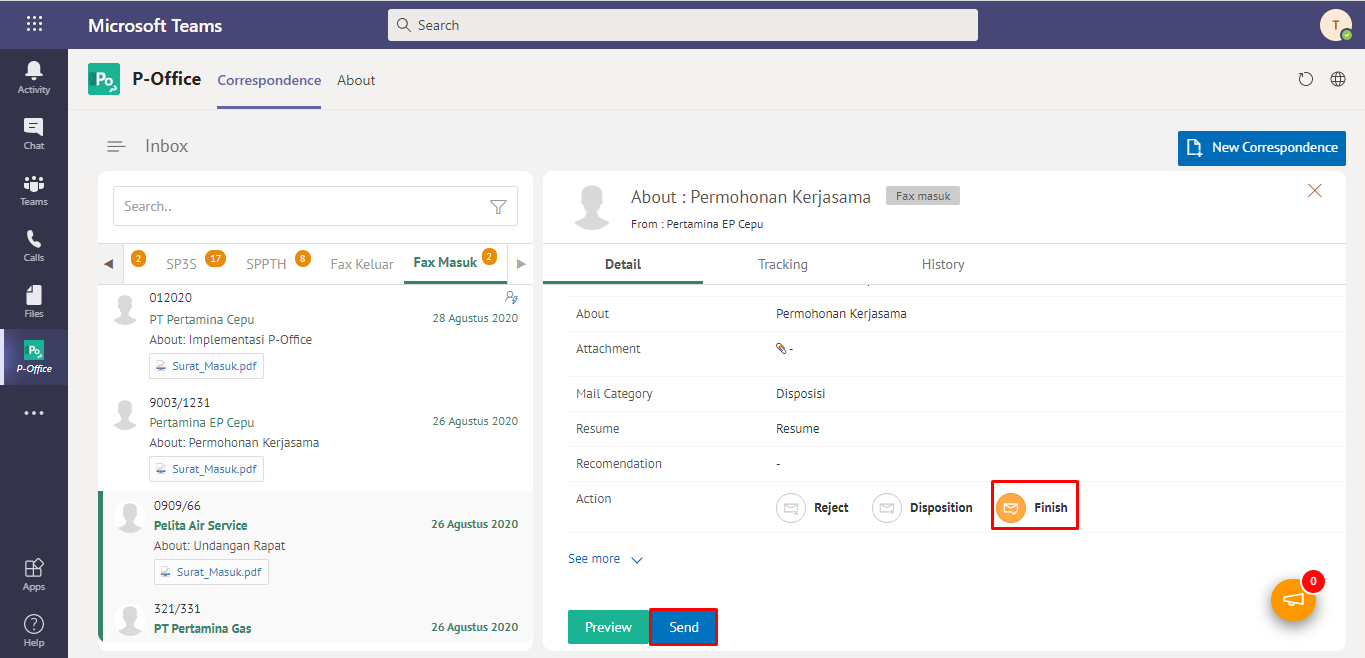 Microsoft Teams
Search
T
Activity
Chat
Teams
Calls
Files
Po
P-Office
Apps
Help
Po
P-Office
Correspondence
About
Inbox
New Correspondence
Search..
2
SP3S 17
SPPTH 8
Fax Keluar
Fax Masuk 2
012020
PT Pertamina Cepu
28 Agustus 2020
About: Implementasi P-Office
Surat_Masuk.pdf
9003/1231
Pertamina EP Cepu
26 Agustus 2020
About: Permohonan Kerjasama
Surat_Masuk.pdf
0909/66
Pelita Air Service
26 Agustus 2020
About: Undangan Rapat
Surat_Masuk.pdf
321/331
PT Pertamina Gas
26 Agustus 2020
About : Permohonan Kerjasama
Fax masuk
From : Pertamina EP Cepu
Detail
Tracking
History
About
Permohonan Kerjasama
Attachment
-
Mail Category
Disposisi
Resume
Resume
Recomendation
-
Action
Reject
Disposition
Finish
See more
0
Preview
Send